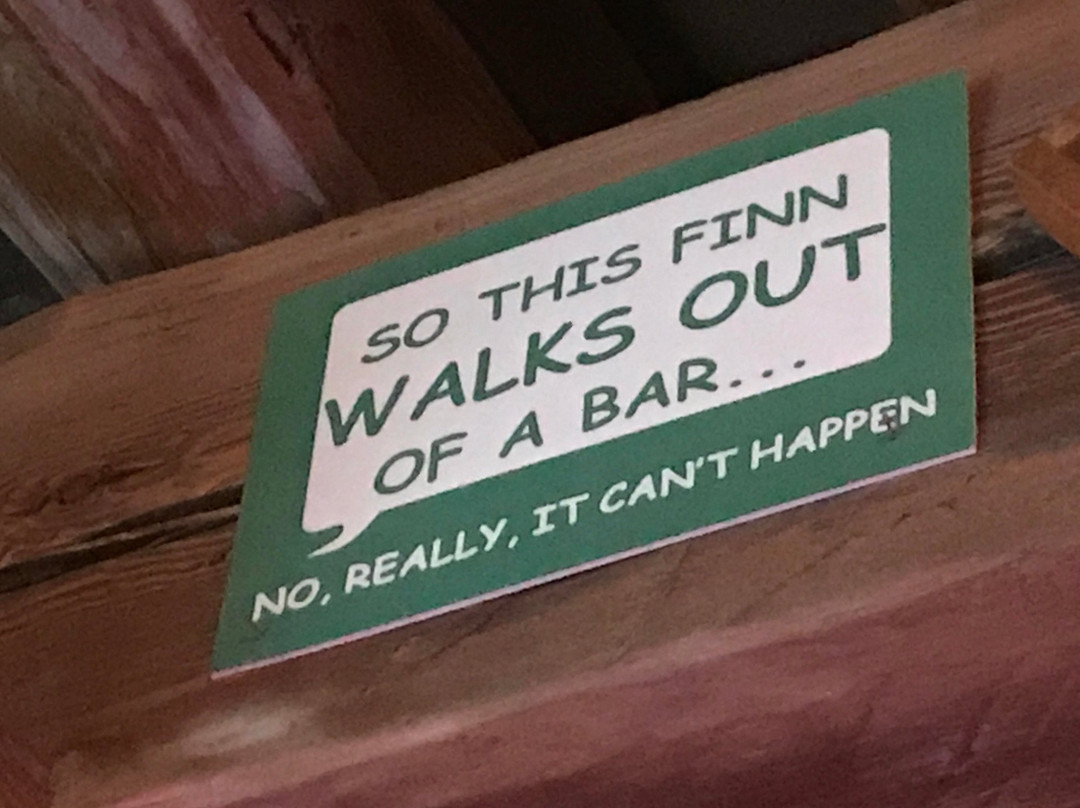 SO THIS FINN
WALKS OUT
OF A BAR...
NO, REALLY, IT CAN'T HAPPEN